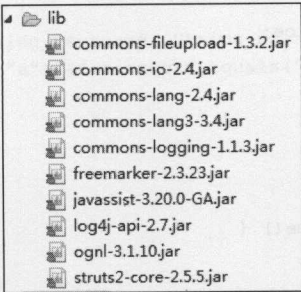 lib
commons-fileupload-1.3.2.jar
commons-io-2.4.jar
commons-lang-2.4.jar
commons-lang3-3.4.jar
commons-logging-1.1.3.jar
freemarker-2.3.23.jar
javassist-3.20.0-GA.jar
log4j-api-2.7.jar
ognl-3.1.10.jar
struts2-core-2.5.5.jar